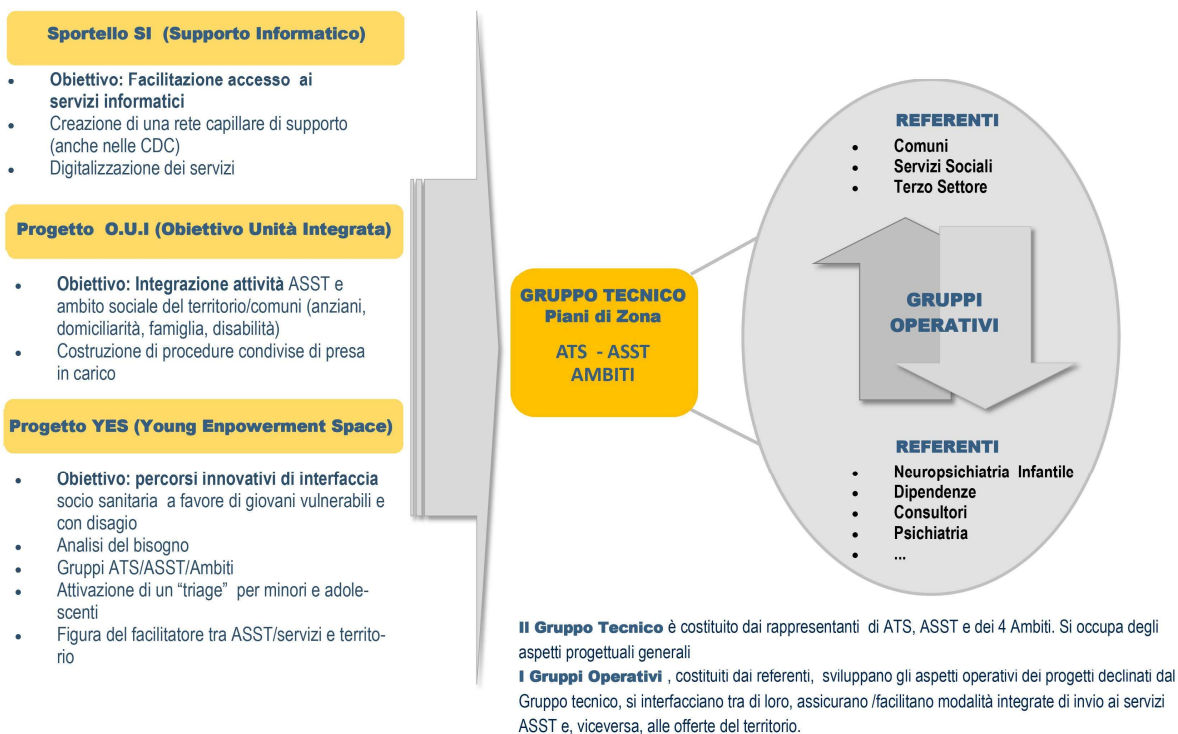 Sportello SI (Supporto Informatico)
• Obiettivo: Facilitazione accesso ai
servizi informatici
• Creazione di una rete capillare di supporto
(anche nelle CDC)
• Digitalizzazione dei servizi
Progetto O.U.I (Obiettivo Unità Integrata)
• Obiettivo: Integrazione attività ASST e
ambito sociale del territorio/comuni (anziani,
domiciliarità, famiglia, disabilità)
• Costruzione di procedure condivise di presa
in carico
Progetto YES (Young Enpowerment Space)
• Obiettivo: percorsi innovativi di interfaccia
socio sanitaria a favore di giovani vulnerabili e
con disagio
• Analisi del bisogno
• Gruppi ATS/ASST/Ambiti
• Attivazione di un “triage” per minori e adole-
scenti
• Figura del facilitatore tra ASST/servizi e territo-
rio
GRUPPO TECNICO
Piani di Zona
ATS - ASST
AMBITI
REFERENTI
• Comuni
• Servizi Sociali
• Terzo Settore
GRUPPI
OPERATIVI
REFERENTI
• Neuropsichiatria Infantile
• Dipendenze
• Consultori
• Psichiatria
• ...
Il Gruppo Tecnico è costituito dai rappresentanti di ATS, ASST e dei 4 Ambiti. Si occupa degli
aspetti progettuali generali
I Gruppi Operativi , costituiti dai referenti, sviluppano gli aspetti operativi dei progetti declinati dal
Gruppo tecnico, si interfacciano tra di loro, assicurano /facilitano modalità integrate di invio ai servizi
ASST e, viceversa, alle offerte del territorio.